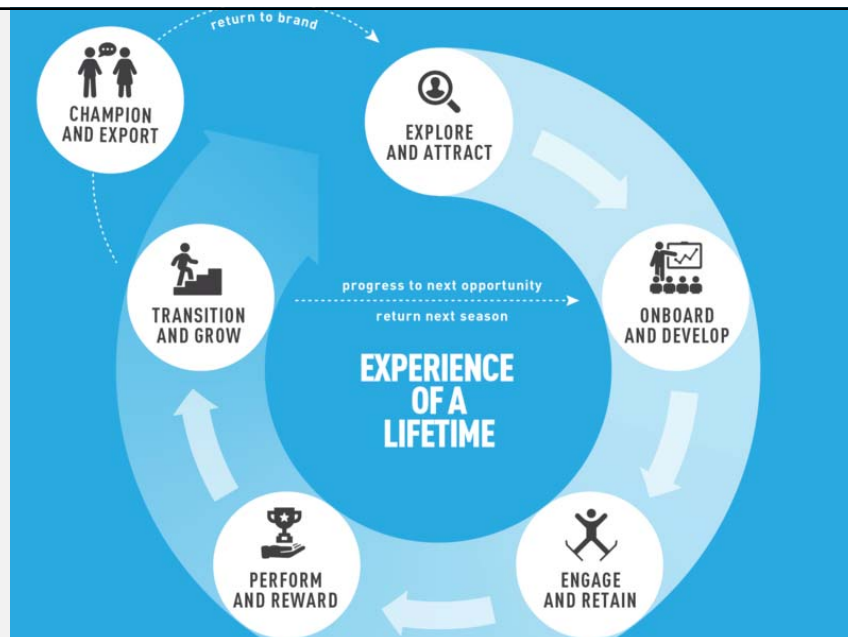 return to brand
CHAMPION
AND EXPORT
EXPLORE
AND ATTRACT
progress to next opportunity
return next season
TRANSITION
AND GROW
ONBOARD
AND DEVELOP
EXPERIENCE
OF A
LIFETIME
PERFORM
AND REWARD
ENGAGE
AND RETAIN